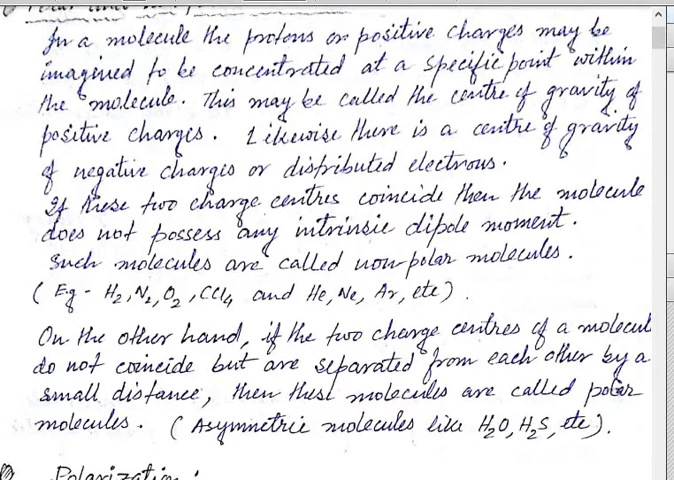 In a molecule the protons or positive charges may be
imagined to be concentrated at a specific point within
the molecule. This may be called the centre of gravity of
positive charges. Likewise there is a centre of gravity
of negative charges or distributed electrons.
If these two charge centres coincide then the molecule
does not possess any intrinsic dipole moment.
Such molecules are called non-polar molecules.
(Eg - H₂, N₂, O₂, CCl₄ and He, Ne, Ar, etc).
On the other hand, if the two charge centres of a molecul
do not coincide but are separated from each other by a
small distance, then these molecules are called polar
molecules. (Asymmetric molecules like H₂O, H₂S, etc).
Polarization: